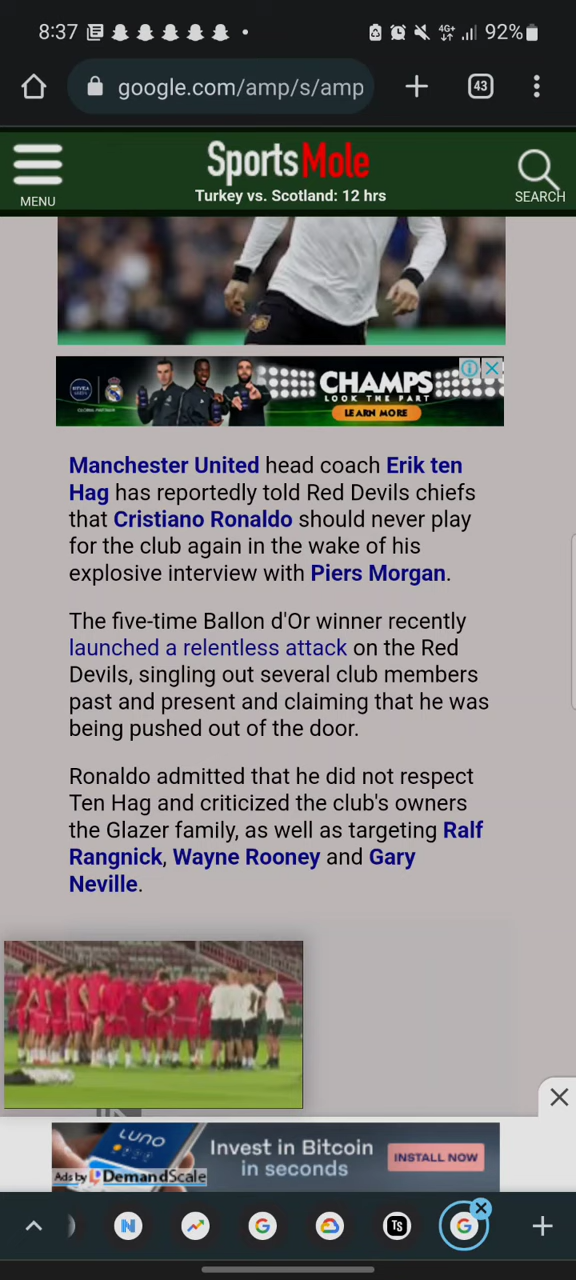 8:37
4G+
92%
google.com/amp/s/amp
43
SportsMole
MENU
Turkey vs. Scotland: 12 hrs
SEARCH
CHAMPS
LOOK THE PART
LEARN MORE
Manchester United head coach Erik ten
Hag has reportedly told Red Devils chiefs
that Cristiano Ronaldo should never play
for the club again in the wake of his
explosive interview with Piers Morgan.
The five-time Ballon d'Or winner recently
launched a relentless attack on the Red
Devils, singling out several club members
past and present and claiming that he was
being pushed out of the door.
Ronaldo admitted that he did not respect
Ten Hag and criticized the club's owners
the Glazer family, as well as targeting Ralf
Rangnick, Wayne Rooney and Gary
Neville.
LUNO
Invest in Bitcoin
in seconds
INSTALL NOW
Ads by DemandScale
N
G
TS
G